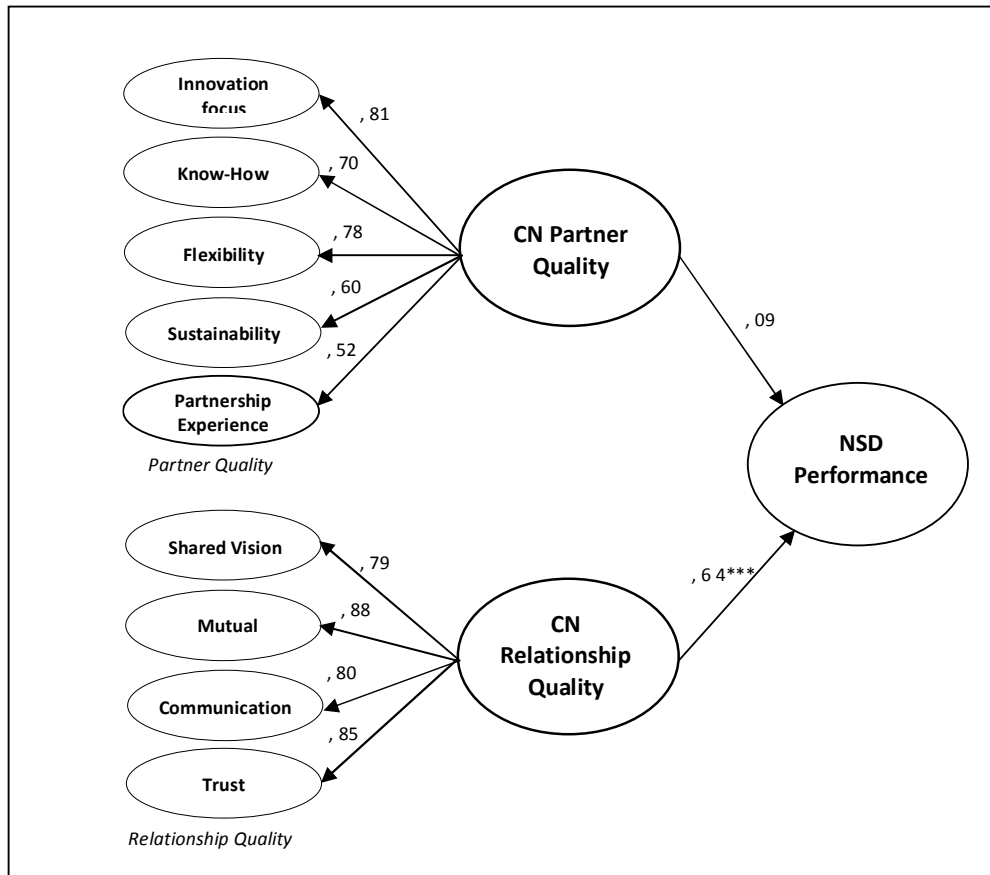 Innovation
focus
, 81
Know-How
, 70
Flexibility
, 78
Sustainability
, 60
Partnership
Experience
, 52
Partner Quality
CN Partner
Quality
, 09
NSD
Performance
Shared Vision
, 79
Mutual
, 88
Communication
, 80
Trust
, 85
Relationship Quality
CN
Relationship
Quality
, 6 4***